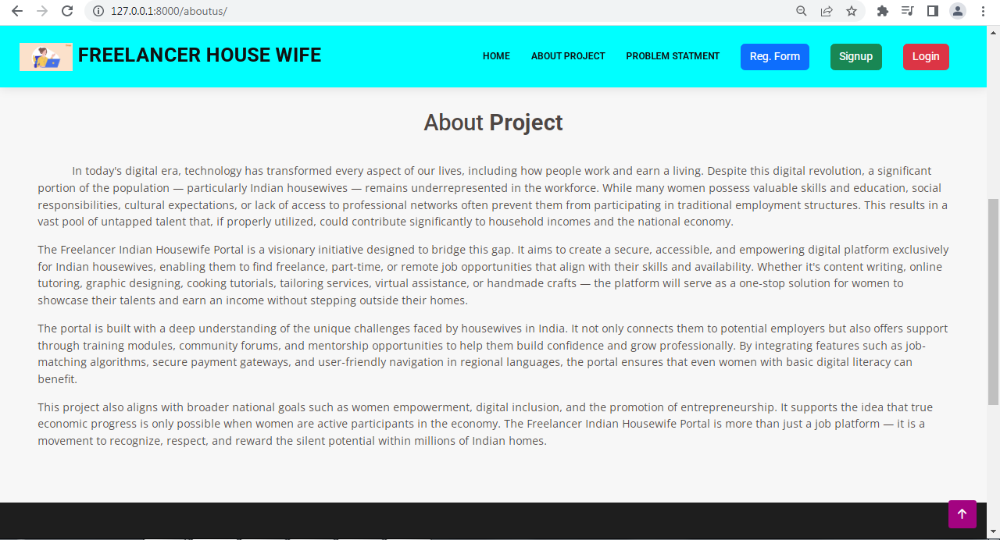 127.0.0.1:8000/aboutus/
FREELANCER HOUSE WIFE
HOME
ABOUT PROJECT
PROBLEM STATMENT
Reg. Form
Signup
Login
About Project
In today's digital era, technology has transformed every aspect of our lives, including how people work and earn a living. Despite this digital revolution, a significant
portion of the population — particularly Indian housewives — remains underrepresented in the workforce. While many women possess valuable skills and education, social
responsibilities, cultural expectations, or lack of access to professional networks often prevent them from participating in traditional employment structures. This results in a
vast pool of untapped talent that, if properly utilized, could contribute significantly to household incomes and the national economy.
The Freelancer Indian Housewife Portal is a visionary initiative designed to bridge this gap. It aims to create a secure, accessible, and empowering digital platform exclusively
for Indian housewives, enabling them to find freelance, part-time, or remote job opportunities that align with their skills and availability. Whether it's content writing, online
tutoring, graphic designing, cooking tutorials, tailoring services, virtual assistance, or handmade crafts — the platform will serve as a one-stop solution for women to
showcase their talents and earn an income without stepping outside their homes.
The portal is built with a deep understanding of the unique challenges faced by housewives in India. It not only connects them to potential employers but also offers support
through training modules, community forums, and mentorship opportunities to help them build confidence and grow professionally. By integrating features such as job-
matching algorithms, secure payment gateways, and user-friendly navigation in regional languages, the portal ensures that even women with basic digital literacy can
benefit.
This project also aligns with broader national goals such as women empowerment, digital inclusion, and the promotion of entrepreneurship. It supports the idea that true
economic progress is only possible when women are active participants in the economy. The Freelancer Indian Housewife Portal is more than just a job platform — it is a
movement to recognize, respect, and reward the silent potential within millions of Indian homes.